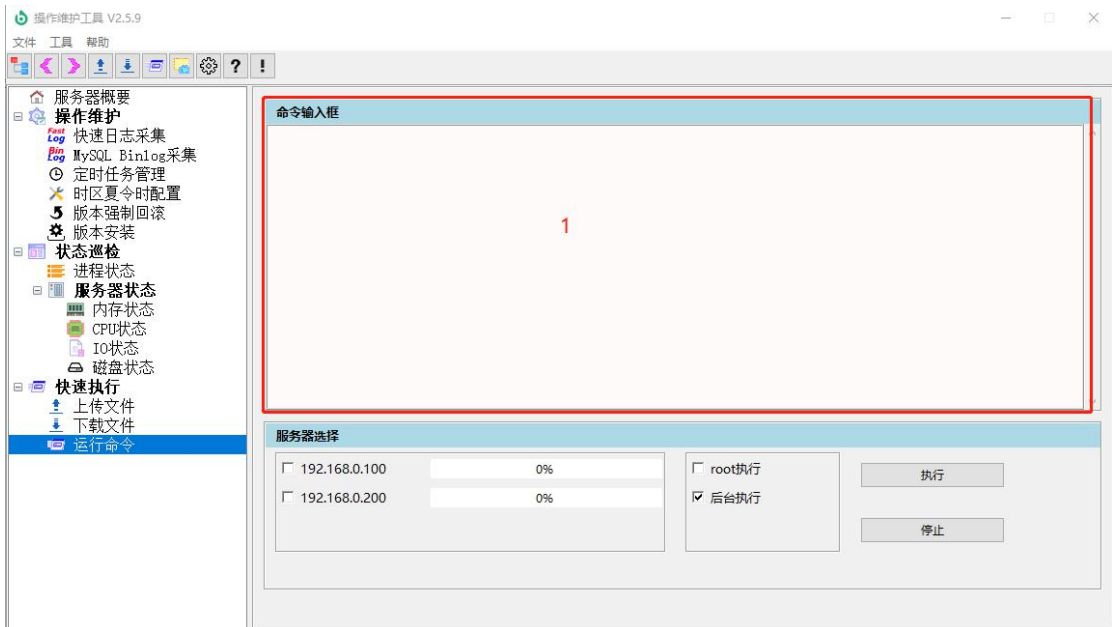 操作维护工具 V2.5.9
文件 工具 帮助
服务器概要
操作维护
Fast Log 快速日志采集
Bin Log MySQL Binlog采集
定时任务管理
时区夏令时配置
版本强制回滚
版本安装
状态巡检
进程状态
服务器状态
内存状态
CPU状态
IO状态
磁盘状态
快速执行
上传文件
下载文件
运行命令
命令输入框
1
服务器选择
192.168.0.100 0% root执行 执行
192.168.0.200 0% 后台执行
停止